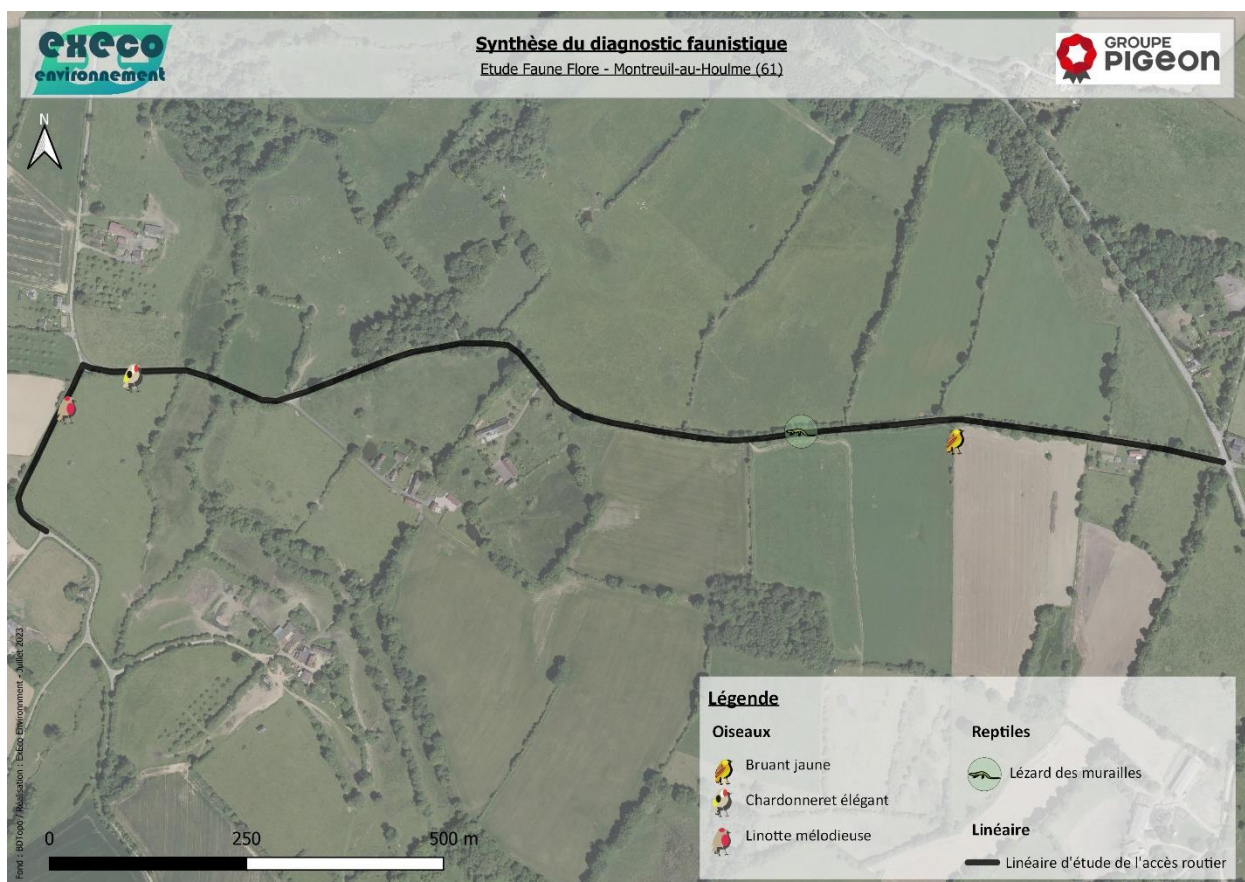 execo
environnement
Synthèse du diagnostic faunistique
Etude Faune Flore - Montreuil-au-Houlme (61)
GROUPE
PIGEON
N
Légende
Oiseaux
Bruant jaune
Chardonneret élégant
Linotte mélodieuse
Reptiles
Lézard des murailles
Linéaire
Linéaire d'étude de l'accès routier
0 250 500 m
Fond : BDTopo / Réalisation : ExEco Environnement - Juillet 2023